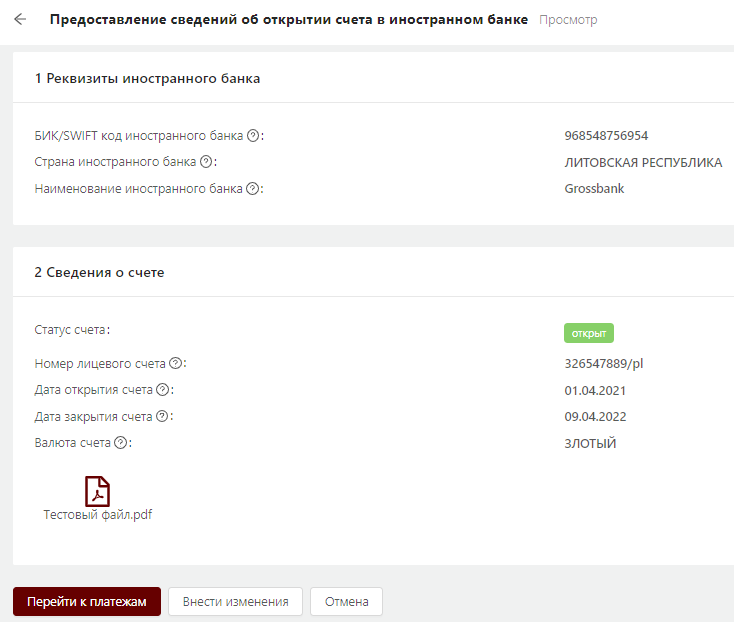 Предоставление сведений об открытии счета в иностранном банке Просмотр
1 Реквизиты иностранного банка
БИК/SWIFT код иностранного банка ?: 968548756954
Страна иностранного банка ?: ЛИТОВСКАЯ РЕСПУБЛИКА
Наименование иностранного банка ?: Grossbank
2 Сведения о счете
Статус счета: открыт
Номер лицевого счета ?: 326547889/pl
Дата открытия счета ?: 01.04.2021
Дата закрытия счета ?: 09.04.2022
Валюта счета ?: ЗЛОТЫЙ
Тестовый файл.pdf
Перейти к платежам Внести изменения Отмена